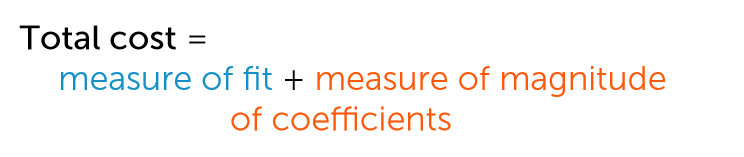 Total cost =
measure of fit + measure of magnitude
of coefficients